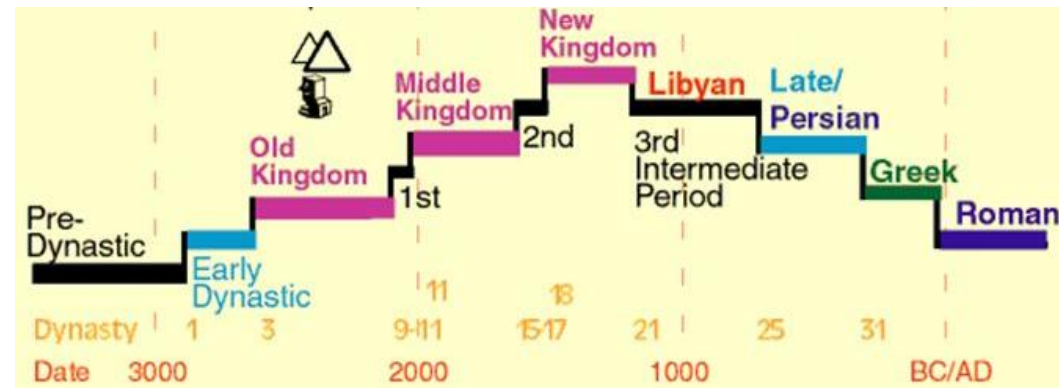 New
Kingdom
Middle
Kingdom
Libyan
Late/
Persian
Old
Kingdom
2nd
3rd
Intermediate
Period
Greek
1st
Pre-
Dynastic
Roman
Early
Dynastic
11 18
Dynasty 1 3 9-11 15-17 21 25 31
Date 3000 2000 1000 BC/AD